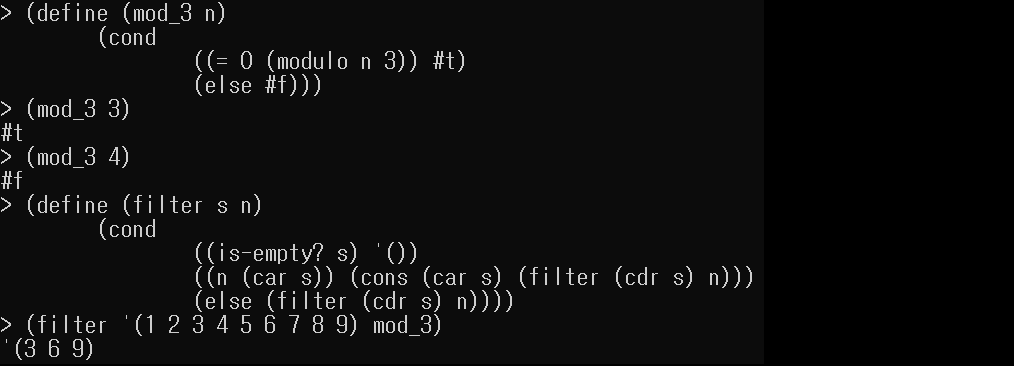 > (define (mod_3 n)
(cond
((= 0 (modulo n 3)) #t)
(else #f)))
> (mod_3 3)
#t
> (mod_3 4)
#f
> (define (filter s n)
(cond
((is-empty? s) '())
((n (car s)) (cons (car s) (filter (cdr s) n)))
(else (filter (cdr s) n))))
> (filter '(1 2 3 4 5 6 7 8 9) mod_3)
'(3 6 9)